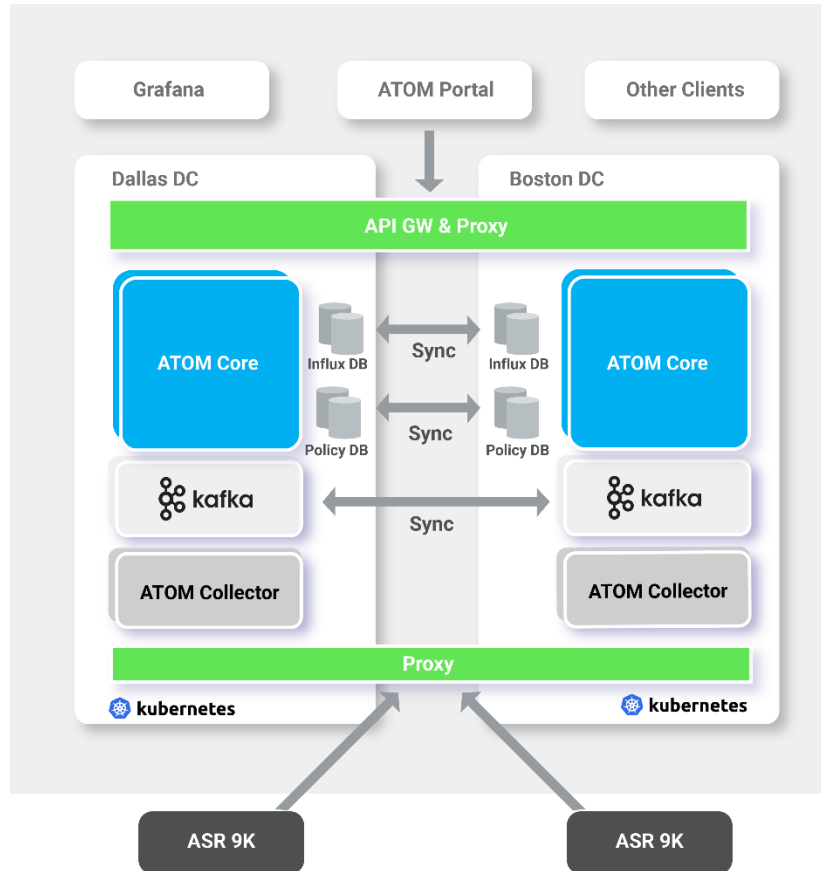 Grafana
ATOM Portal
Other Clients
Dallas DC
Boston DC
API GW & Proxy
ATOM Core
Influx DB
Sync
Influx DB
ATOM Core
Policy DB
Sync
Policy DB
kafka
Sync
kafka
ATOM Collector
ATOM Collector
Proxy
kubernetes
kubernetes
ASR 9K
ASR 9K